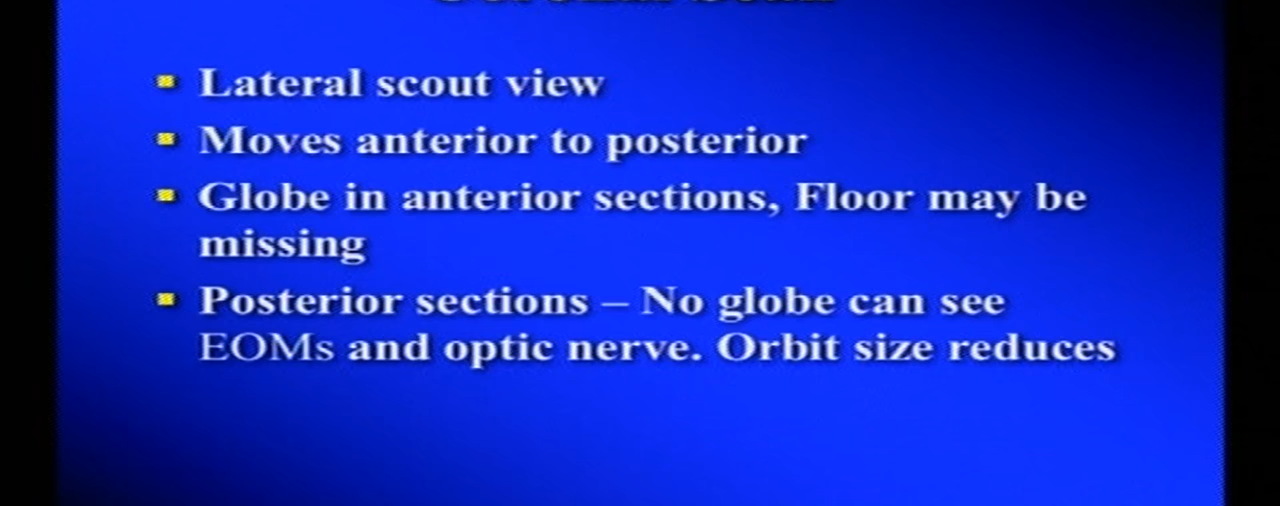 Lateral scout view
Moves anterior to posterior
Globe in anterior sections, Floor may be
missing
Posterior sections – No globe can see
EOMs and optic nerve. Orbit size reduces